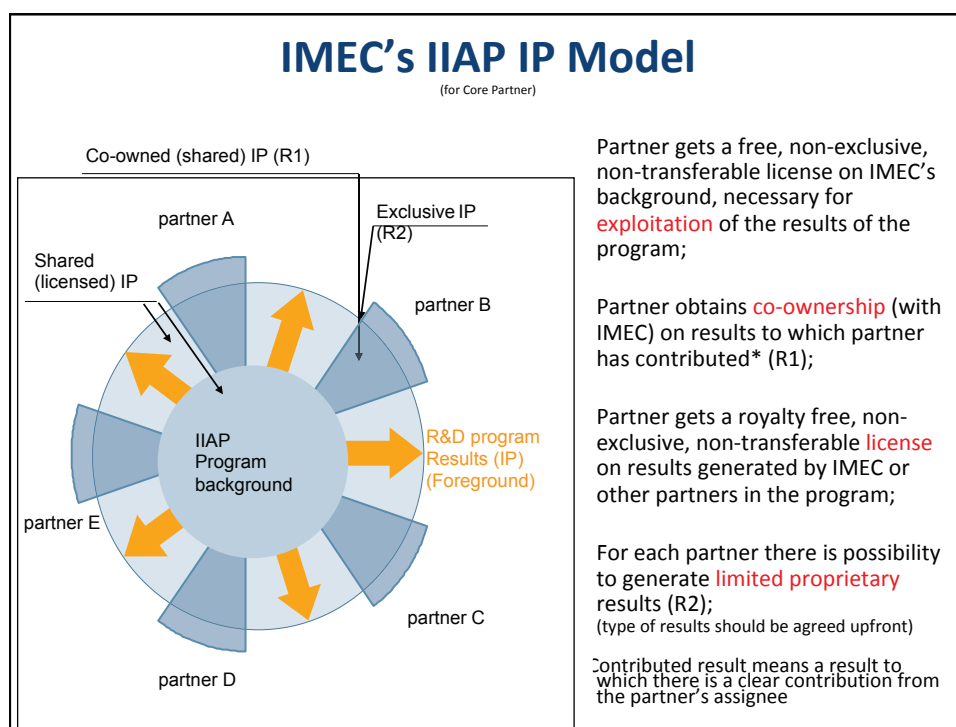 IMEC's IIAP IP Model
(for Core Partner)
Co-owned (shared) IP (R1)
partner A
Exclusive IP
(R2)
Shared
(licensed) IP
partner B
IIAP
Program
background
R&D program
Results (IP)
(Foreground)
partner E
partner C
partner D
Partner gets a free, non-exclusive,
non-transferable license on IMEC's
background, necessary for
exploitation of the results of the
program;
Partner obtains co-ownership (with
IMEC) on results to which partner
has contributed* (R1);
Partner gets a royalty free, non-
exclusive, non-transferable license
on results generated by IMEC or
other partners in the program;
For each partner there is possibility
to generate limited proprietary
results (R2);
(type of results should be agreed upfront)
Contributed result means a result to
which there is a clear contribution from
the partner's assignee